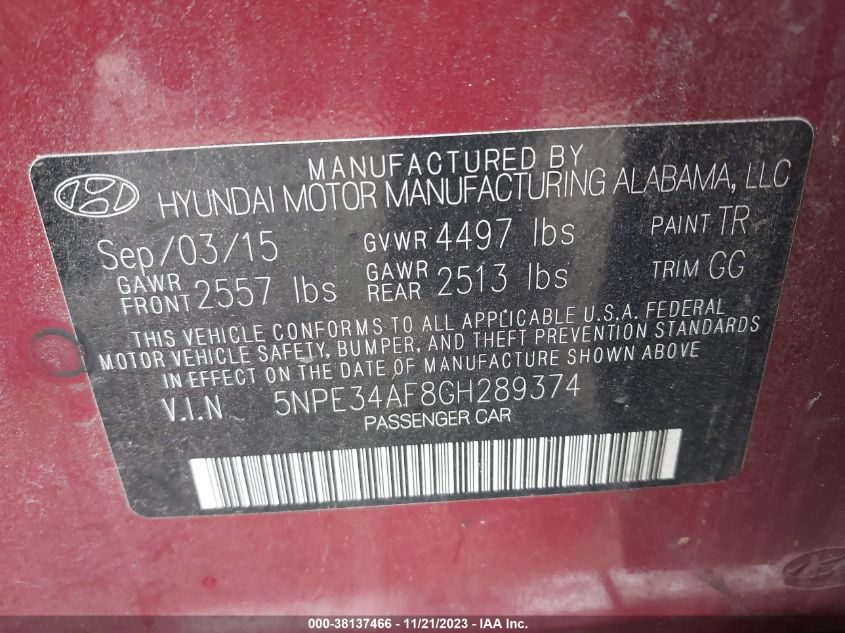 MANUFACTURED BY
HYUNDAI MOTOR MANUFACTURING ALABAMA, LLC
Sep/03/15 GVWR 4497 lbs PAINT TR
GAWR FRONT 2557 lbs GAWR REAR 2513 lbs TRIM GG
THIS VEHICLE CONFORMS TO ALL APPLICABLE U.S.A. FEDERAL
MOTOR VEHICLE SAFETY, BUMPER, AND THEFT PREVENTION STANDARDS
IN EFFECT ON THE DATE OF MANUFACTURE SHOWN ABOVE
V.I.N 5NPE34AF8GH289374
PASSENGER CAR
000-38137466 - 11/21/2023 - IAA Inc.